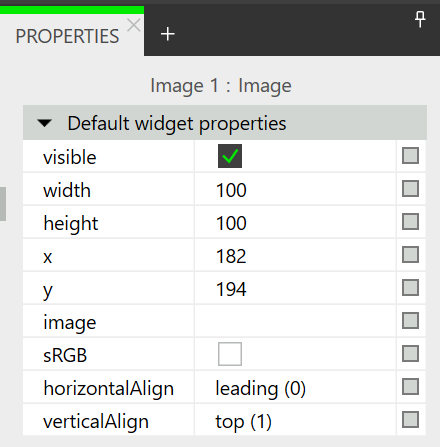 PROPERTIES
Image 1 : Image
Default widget properties
visible
width 100
height 100
x 182
y 194
image
sRGB
horizontalAlign leading (0)
verticalAlign top (1)